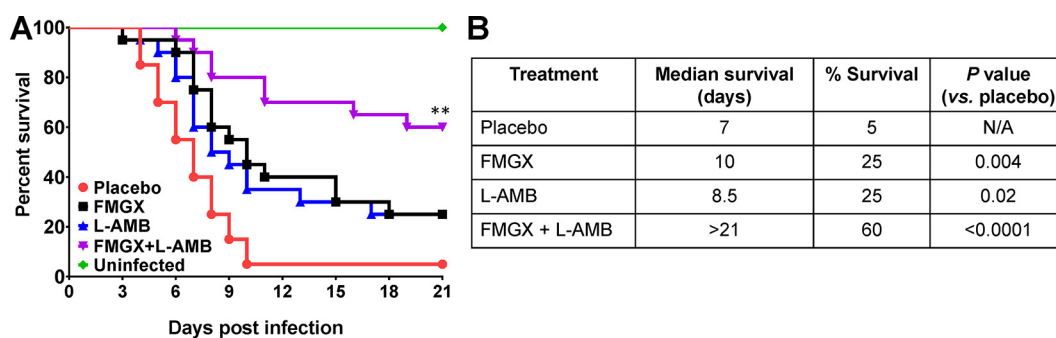 A
Percent survival
100
80
60
40
20
0
**
Placebo
FMGX
L-AMB
FMGX+L-AMB
Uninfected
0 3 6 9 12 15 18 21
Days post infection
B
Treatment Median survival (days) % Survival P value (vs. placebo)
Placebo 7 5 N/A
FMGX 10 25 0.004
L-AMB 8.5 25 0.02
FMGX + L-AMB >21 60 <0.0001